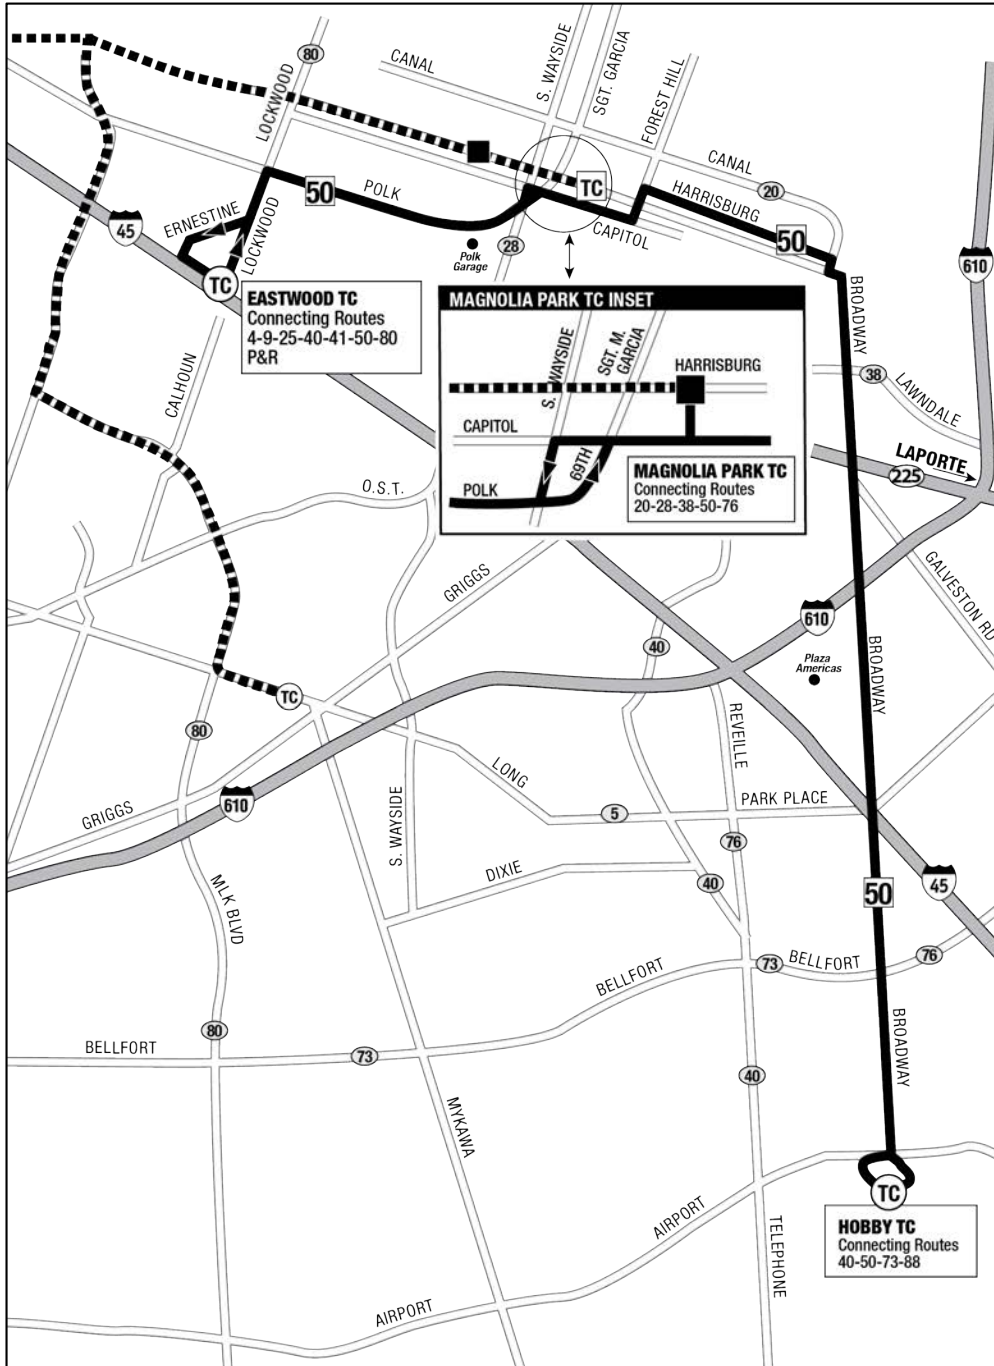 80
CANAL
S. WAYSIDE
SGT. GARCIA
FOREST HILL
LOCKWOOD
CANAL
20
TC
50
POLK
HARRISBURG
50
ERNESTINE
LOCKWOOD
45
CAPITOL
28
Polk
Garage
610
TC
BROADWAY
EASTWOOD TC
Connecting Routes
4-9-25-40-41-50-80
P&R
MAGNOLIA PARK TC INSET
S. WAYSIDE
SGT. M.
GARCIA
HARRISBURG
CAPITOL
69TH
POLK
MAGNOLIA PARK TC
Connecting Routes
20-28-38-50-76
CALHOUN
38
LAWNDALE
LAPORTE
225
O.S.T.
GRIGGS
GALVESTON RD
610
40
Plaza
Americas
BROADWAY
TC
80
REVEILLE
LONG
PARK PLACE
610
GRIGGS
S. WAYSIDE
5
76
DIXIE
40
50
45
MLK BLVD
BELLFORT
73
BELLFORT
76
80
BELLFORT
73
BROADWAY
40
MYKAWA
TC
AIRPORT
TELEPHONE
HOBBY TC
Connecting Routes
40-50-73-88
AIRPORT